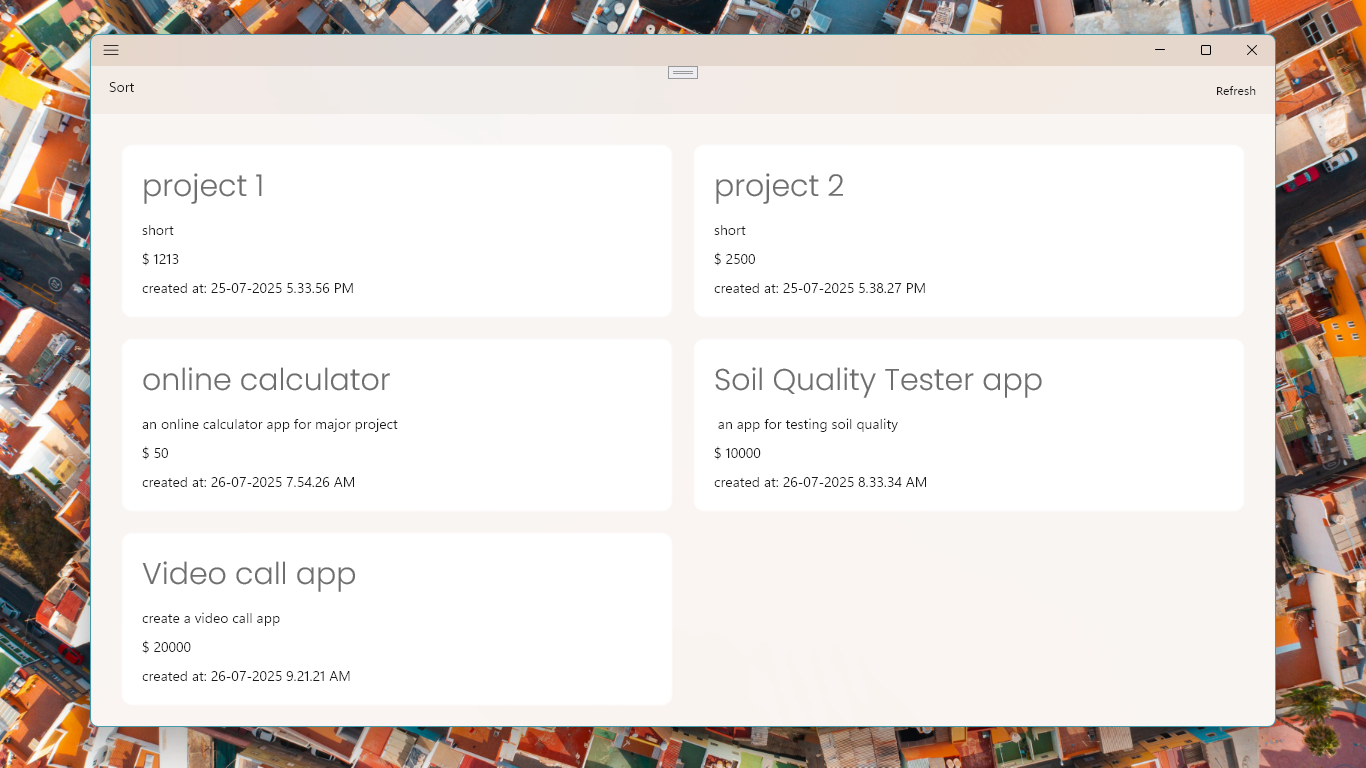 Sort
Refresh
project 1
short
$ 1213
created at: 25-07-2025 5.33.56 PM
project 2
short
$ 2500
created at: 25-07-2025 5.38.27 PM
online calculator
an online calculator app for major project
$ 50
created at: 26-07-2025 7.54.26 AM
Soil Quality Tester app
an app for testing soil quality
$ 10000
created at: 26-07-2025 8.33.34 AM
Video call app
create a video call app
$ 20000
created at: 26-07-2025 9.21.21 AM